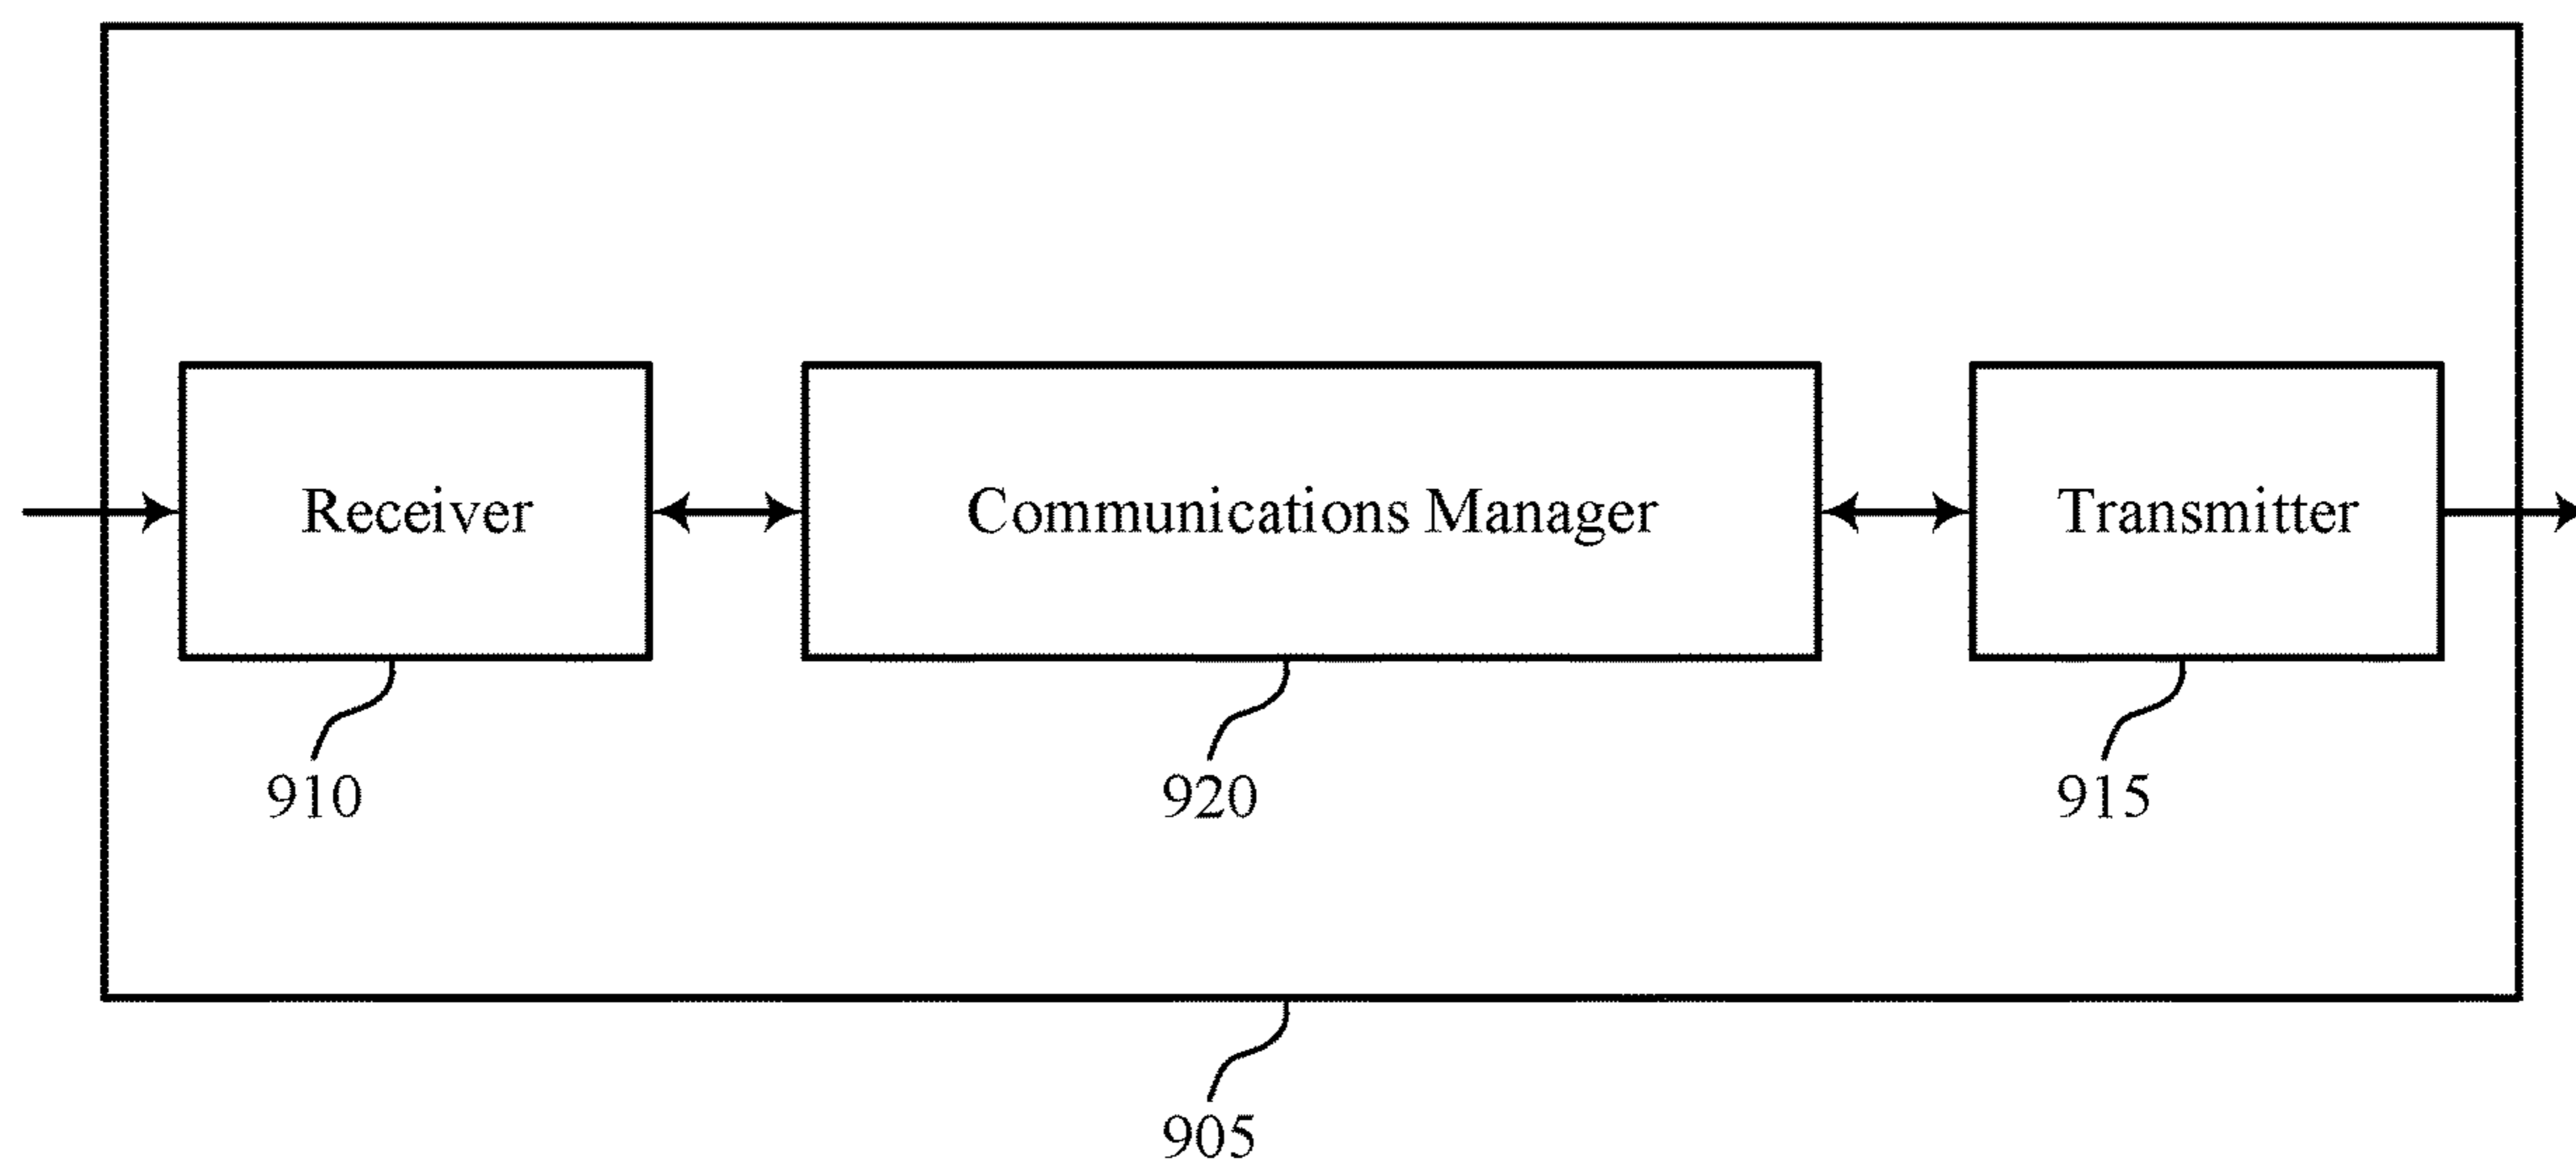 Receiver
Communications Manager
Transmitter
910
920
915
905